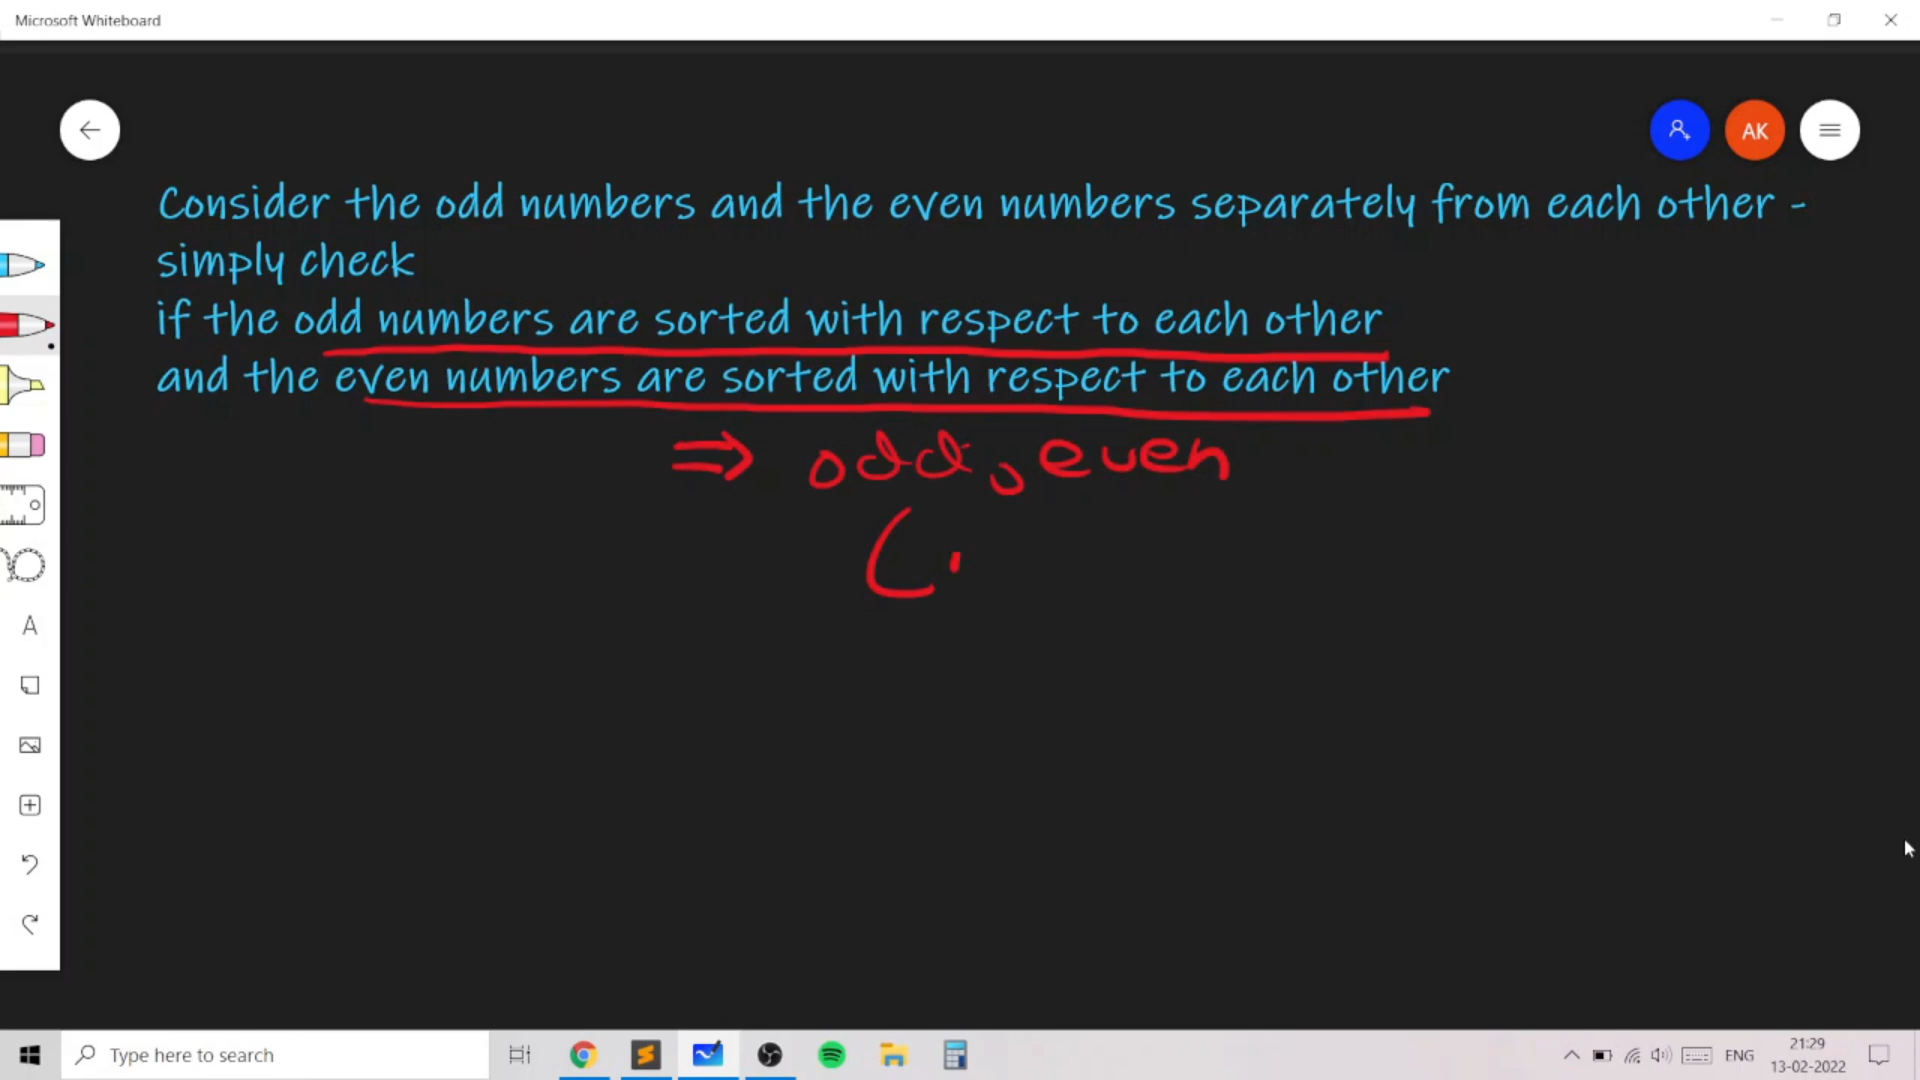 Microsoft Whiteboard
AK
Consider the odd numbers and the even numbers separately from each other -
simply check
if the odd numbers are sorted with respect to each other
and the even numbers are sorted with respect to each other
⇒ odd, even
(
A
Type here to search
ENG
21:29
13-02-2022